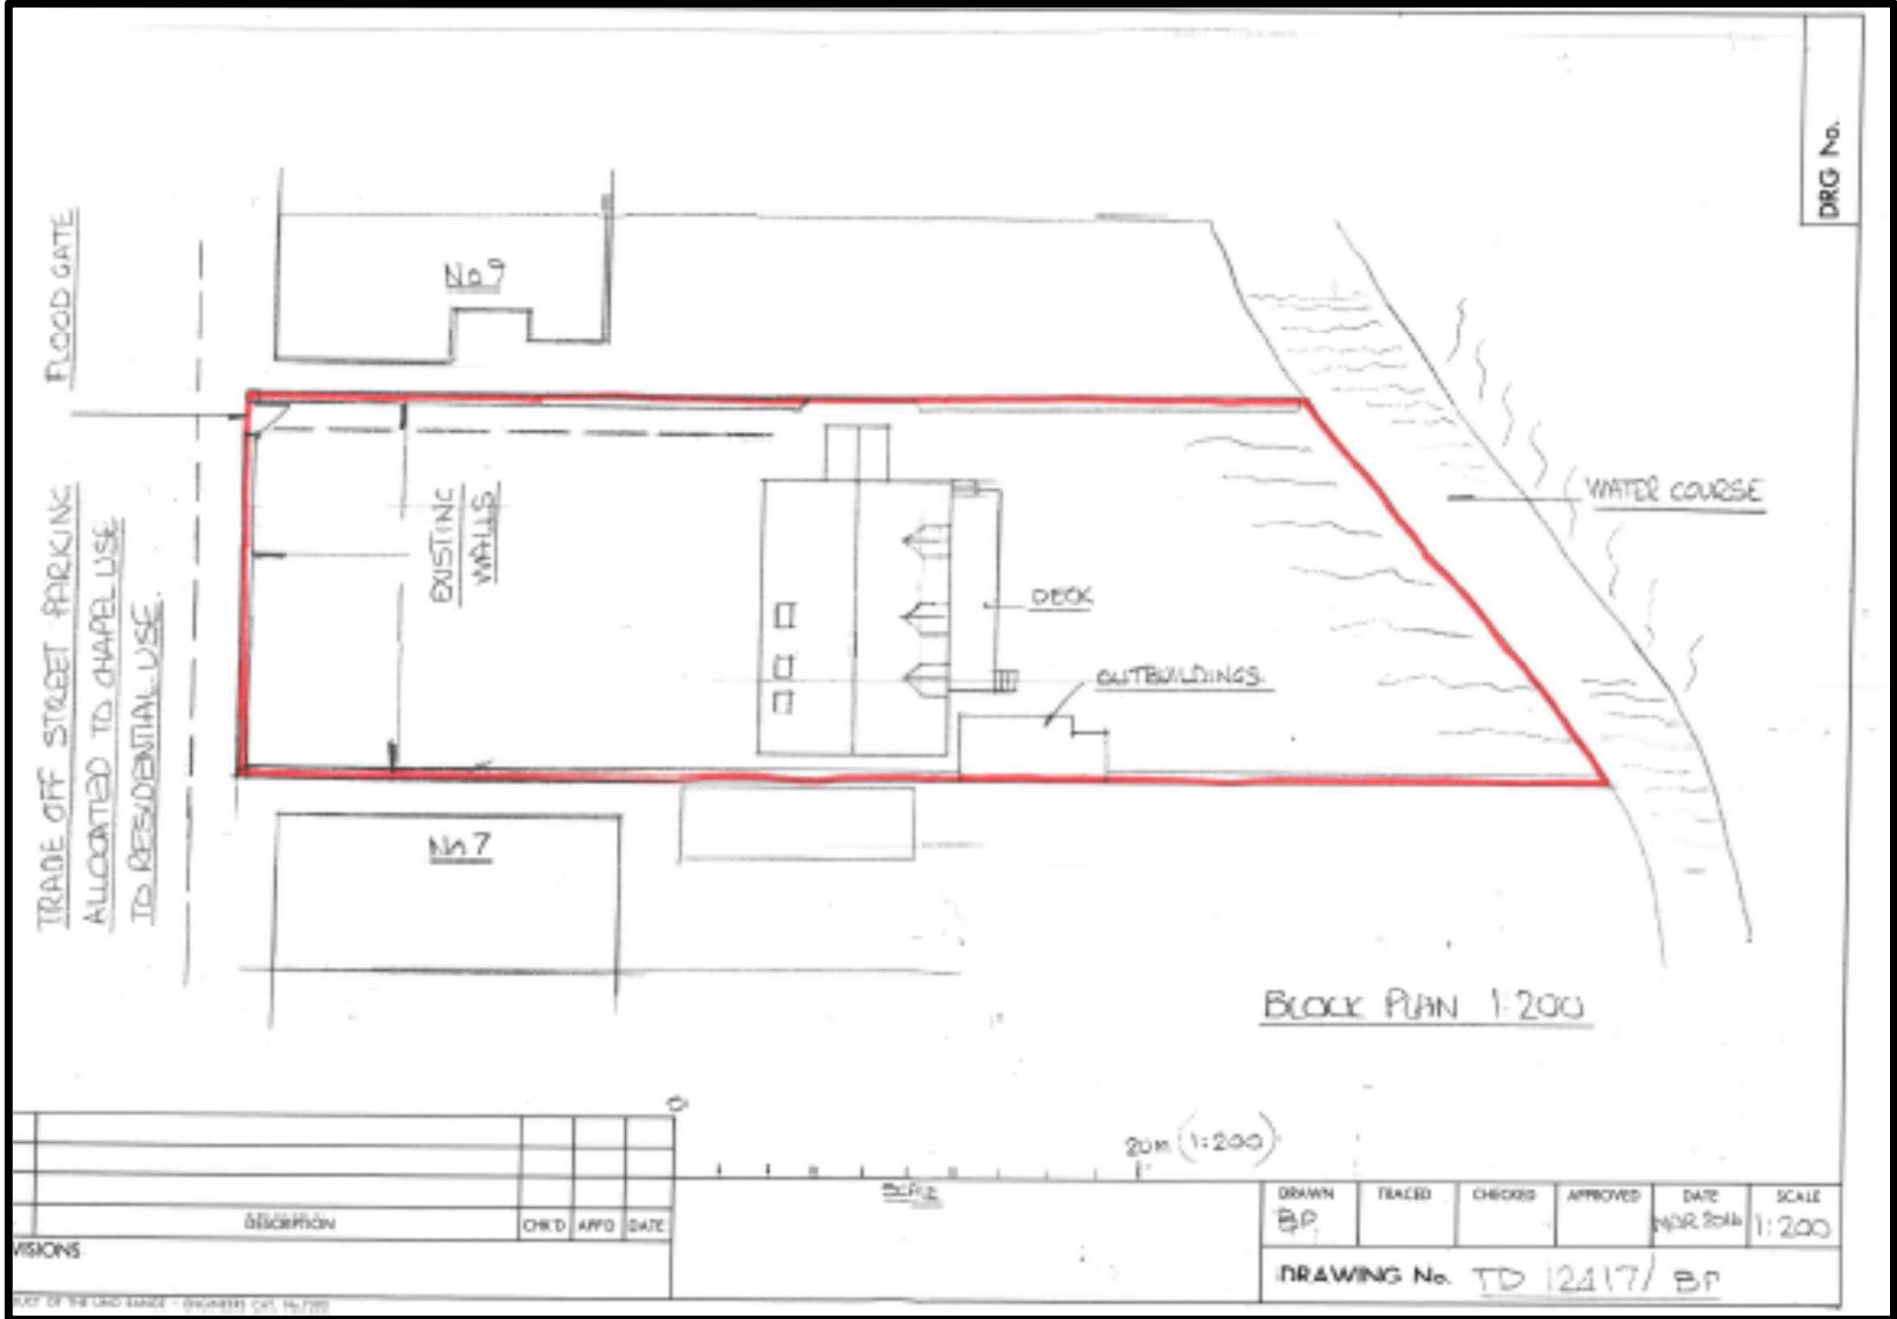 DRG No.
FLOOD GATE
No 9
TRADE OFF STREET PARKING
ALLOCATED TO CHAPEL USE
TO RESIDENTIAL USE.
EXISTING
WALLS
WATER COURSE
DECK
OUTBUILDINGS.
No 7
BLOCK PLAN 1:200
0
20m (1:200)
SCALE
DESCRIPTION
CHK'D
APP'D
DATE
VISIONS
DRAWN
TRACED
CHECKED
APPROVED
DATE
SCALE
BP.
MAR 2016
1:200
DRAWING No. TD 12417/ BP